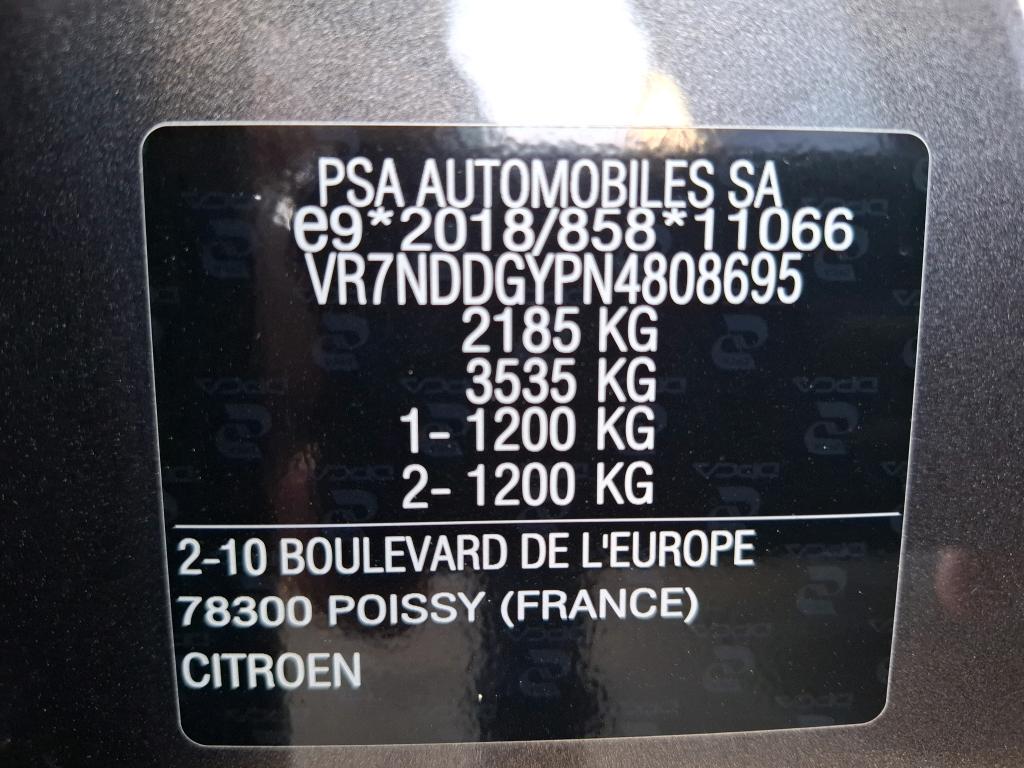 PSA AUTOMOBILES SA
e9*2018/858*11066
VR7NDDGYPN4808695
2185 KG
3535 KG
1- 1200 KG
2- 1200 KG
2-10 BOULEVARD DE L'EUROPE
78300 POISSY (FRANCE)
CITROEN